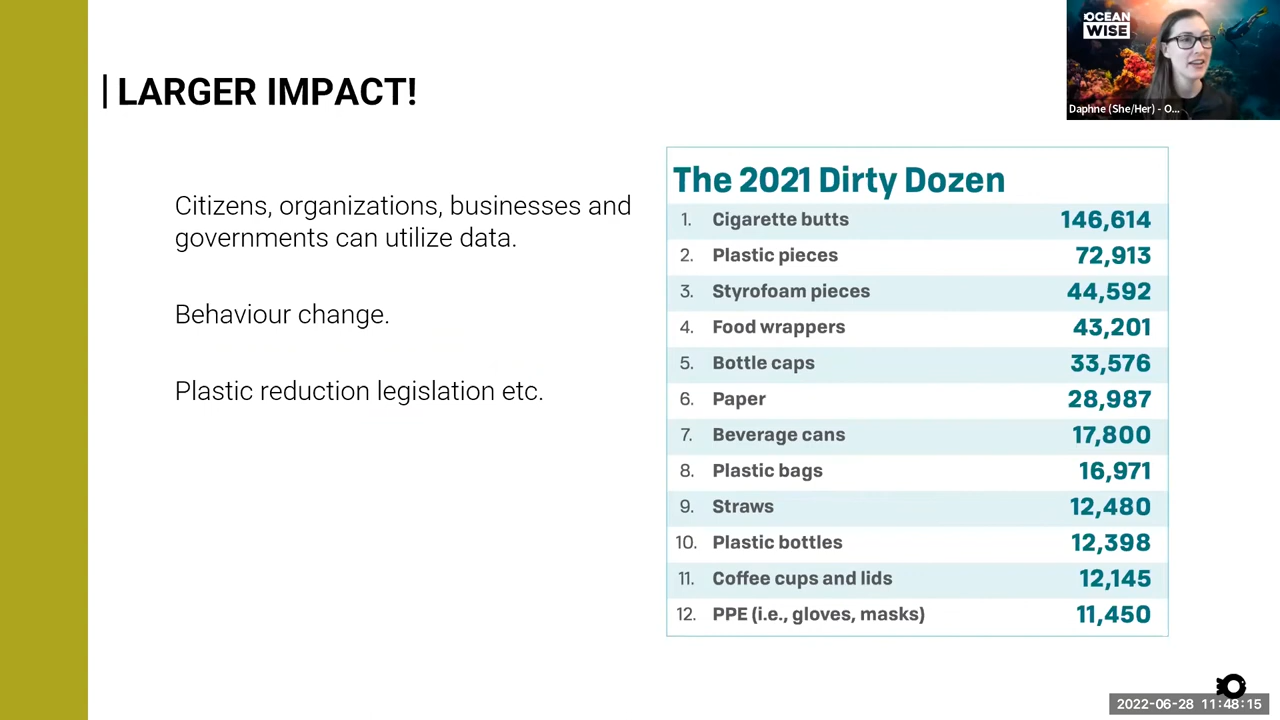 OCEAN
WISE
Daphne (She/Her) - O...
| LARGER IMPACT!
Citizens, organizations, businesses and
governments can utilize data.
Behaviour change.
Plastic reduction legislation etc.
The 2021 Dirty Dozen
1. Cigarette butts 146,614
2. Plastic pieces 72,913
3. Styrofoam pieces 44,592
4. Food wrappers 43,201
5. Bottle caps 33,576
6. Paper 28,987
7. Beverage cans 17,800
8. Plastic bags 16,971
9. Straws 12,480
10. Plastic bottles 12,398
11. Coffee cups and lids 12,145
12. PPE (i.e., gloves, masks) 11,450
2022-06-28 11:48:15